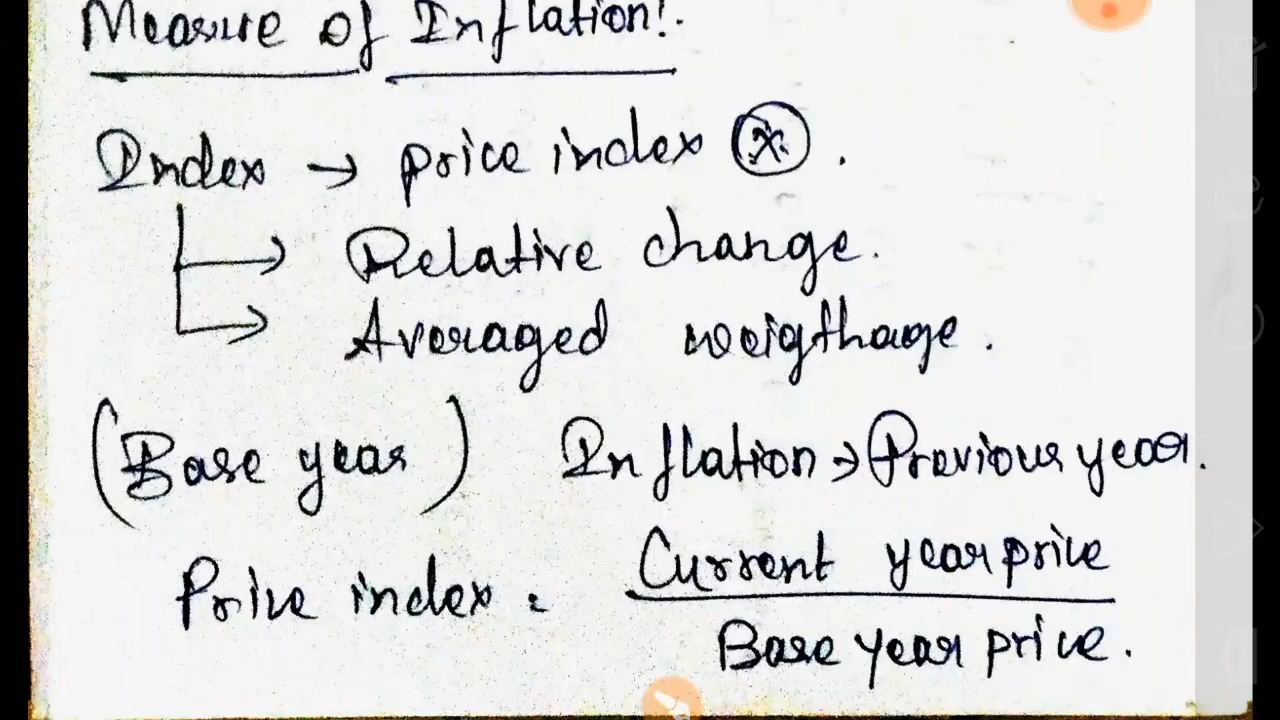 Measure of Inflation!.
Index → price index (x).
→ Relative change.
→ Averaged weigthage.
(Base year) Inflation → Previous year.
Price index = Current year price
Base year price.